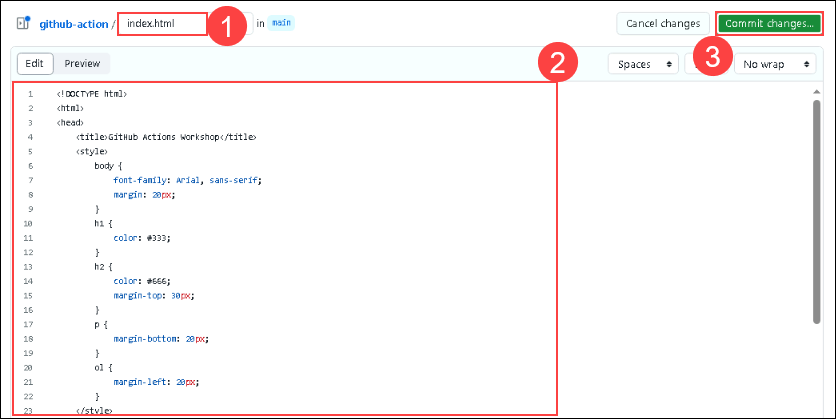 github-action / index.html in main Cancel changes Commit changes...
1
3
2
Edit Preview Spaces No wrap
1 <!DOCTYPE html>
2 <html>
3 <head>
4 <title>GitHub Actions Workshop</title>
5 <style>
6 body {
7 font-family: Arial, sans-serif;
8 margin: 20px;
9 }
10 h1 {
11 color: #333;
12 }
13 h2 {
14 color: #666;
15 margin-top: 30px;
16 }
17 p {
18 margin-bottom: 20px;
19 }
20 ol {
21 margin-left: 20px;
22 }
23 </style>